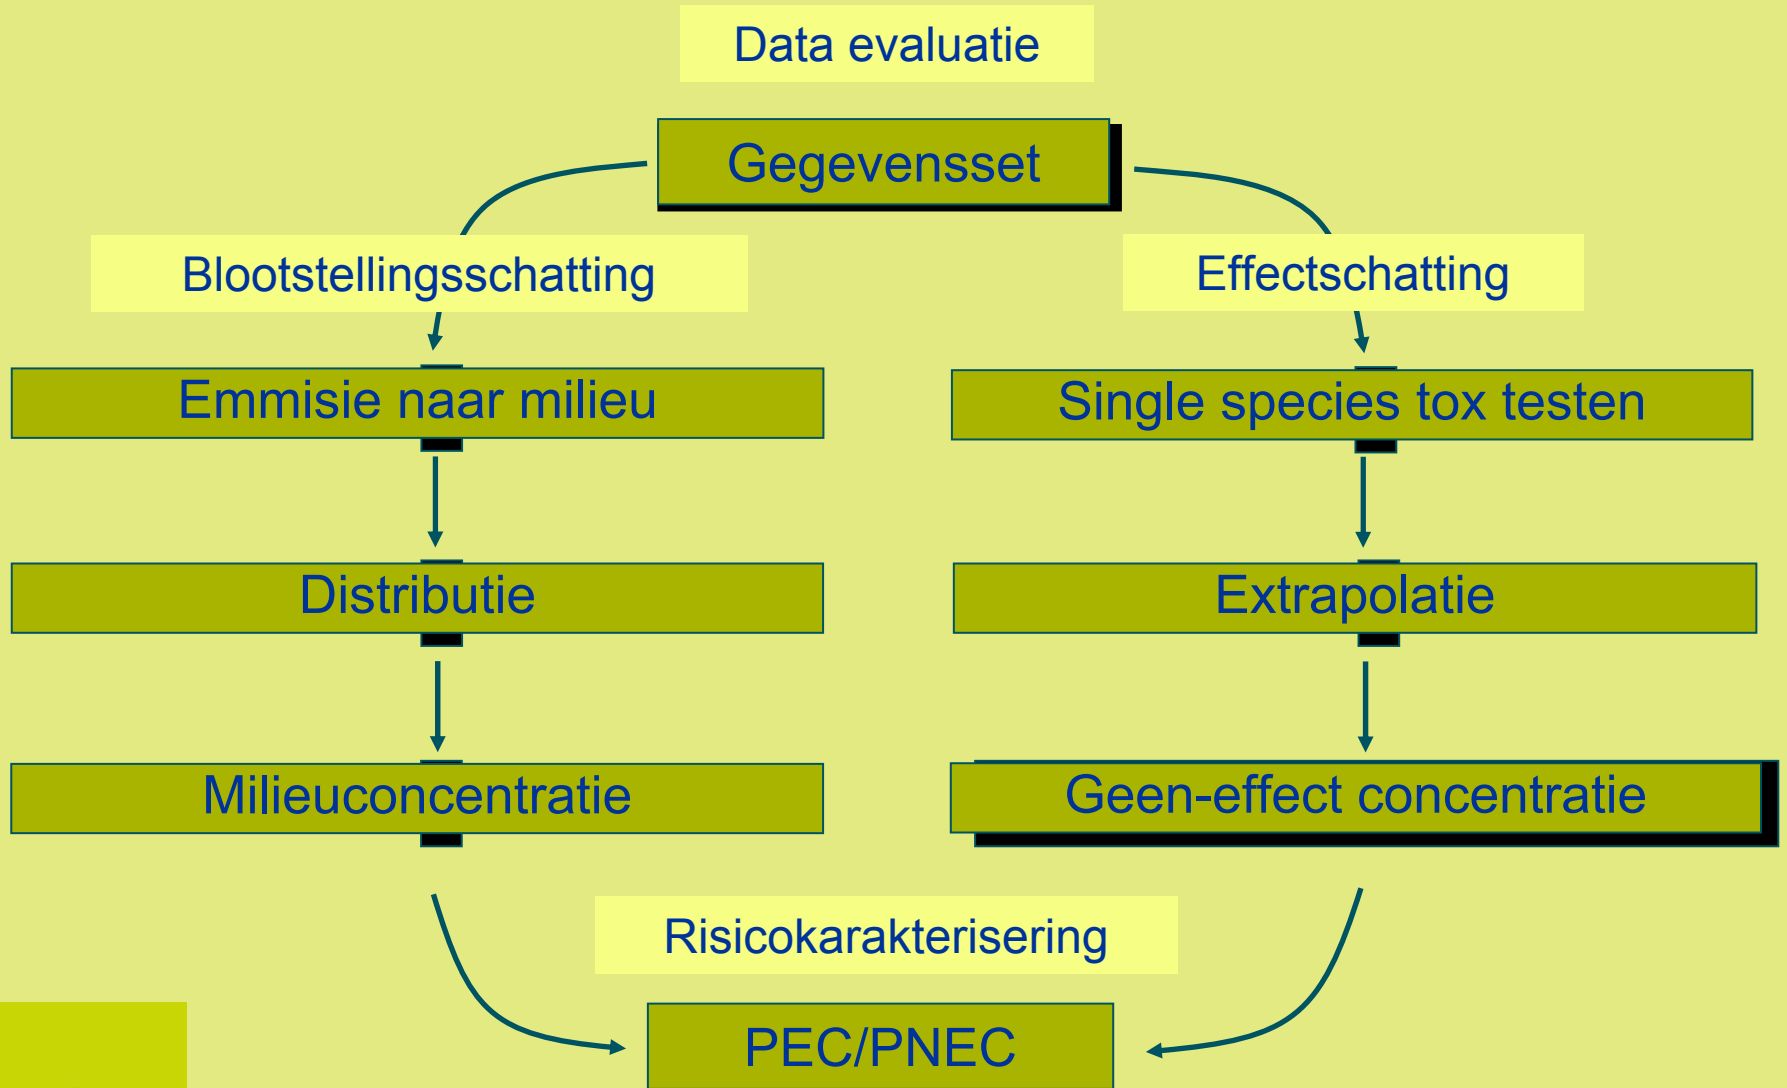 Data evaluatie
Gegevensset
Blootstellingsschatting
Effectschatting
Emmisie naar milieu
Single species tox testen
Distributie
Extrapolatie
Milieuconcentratie
Geen-effect concentratie
Risicokarakterisering
PEC/PNEC